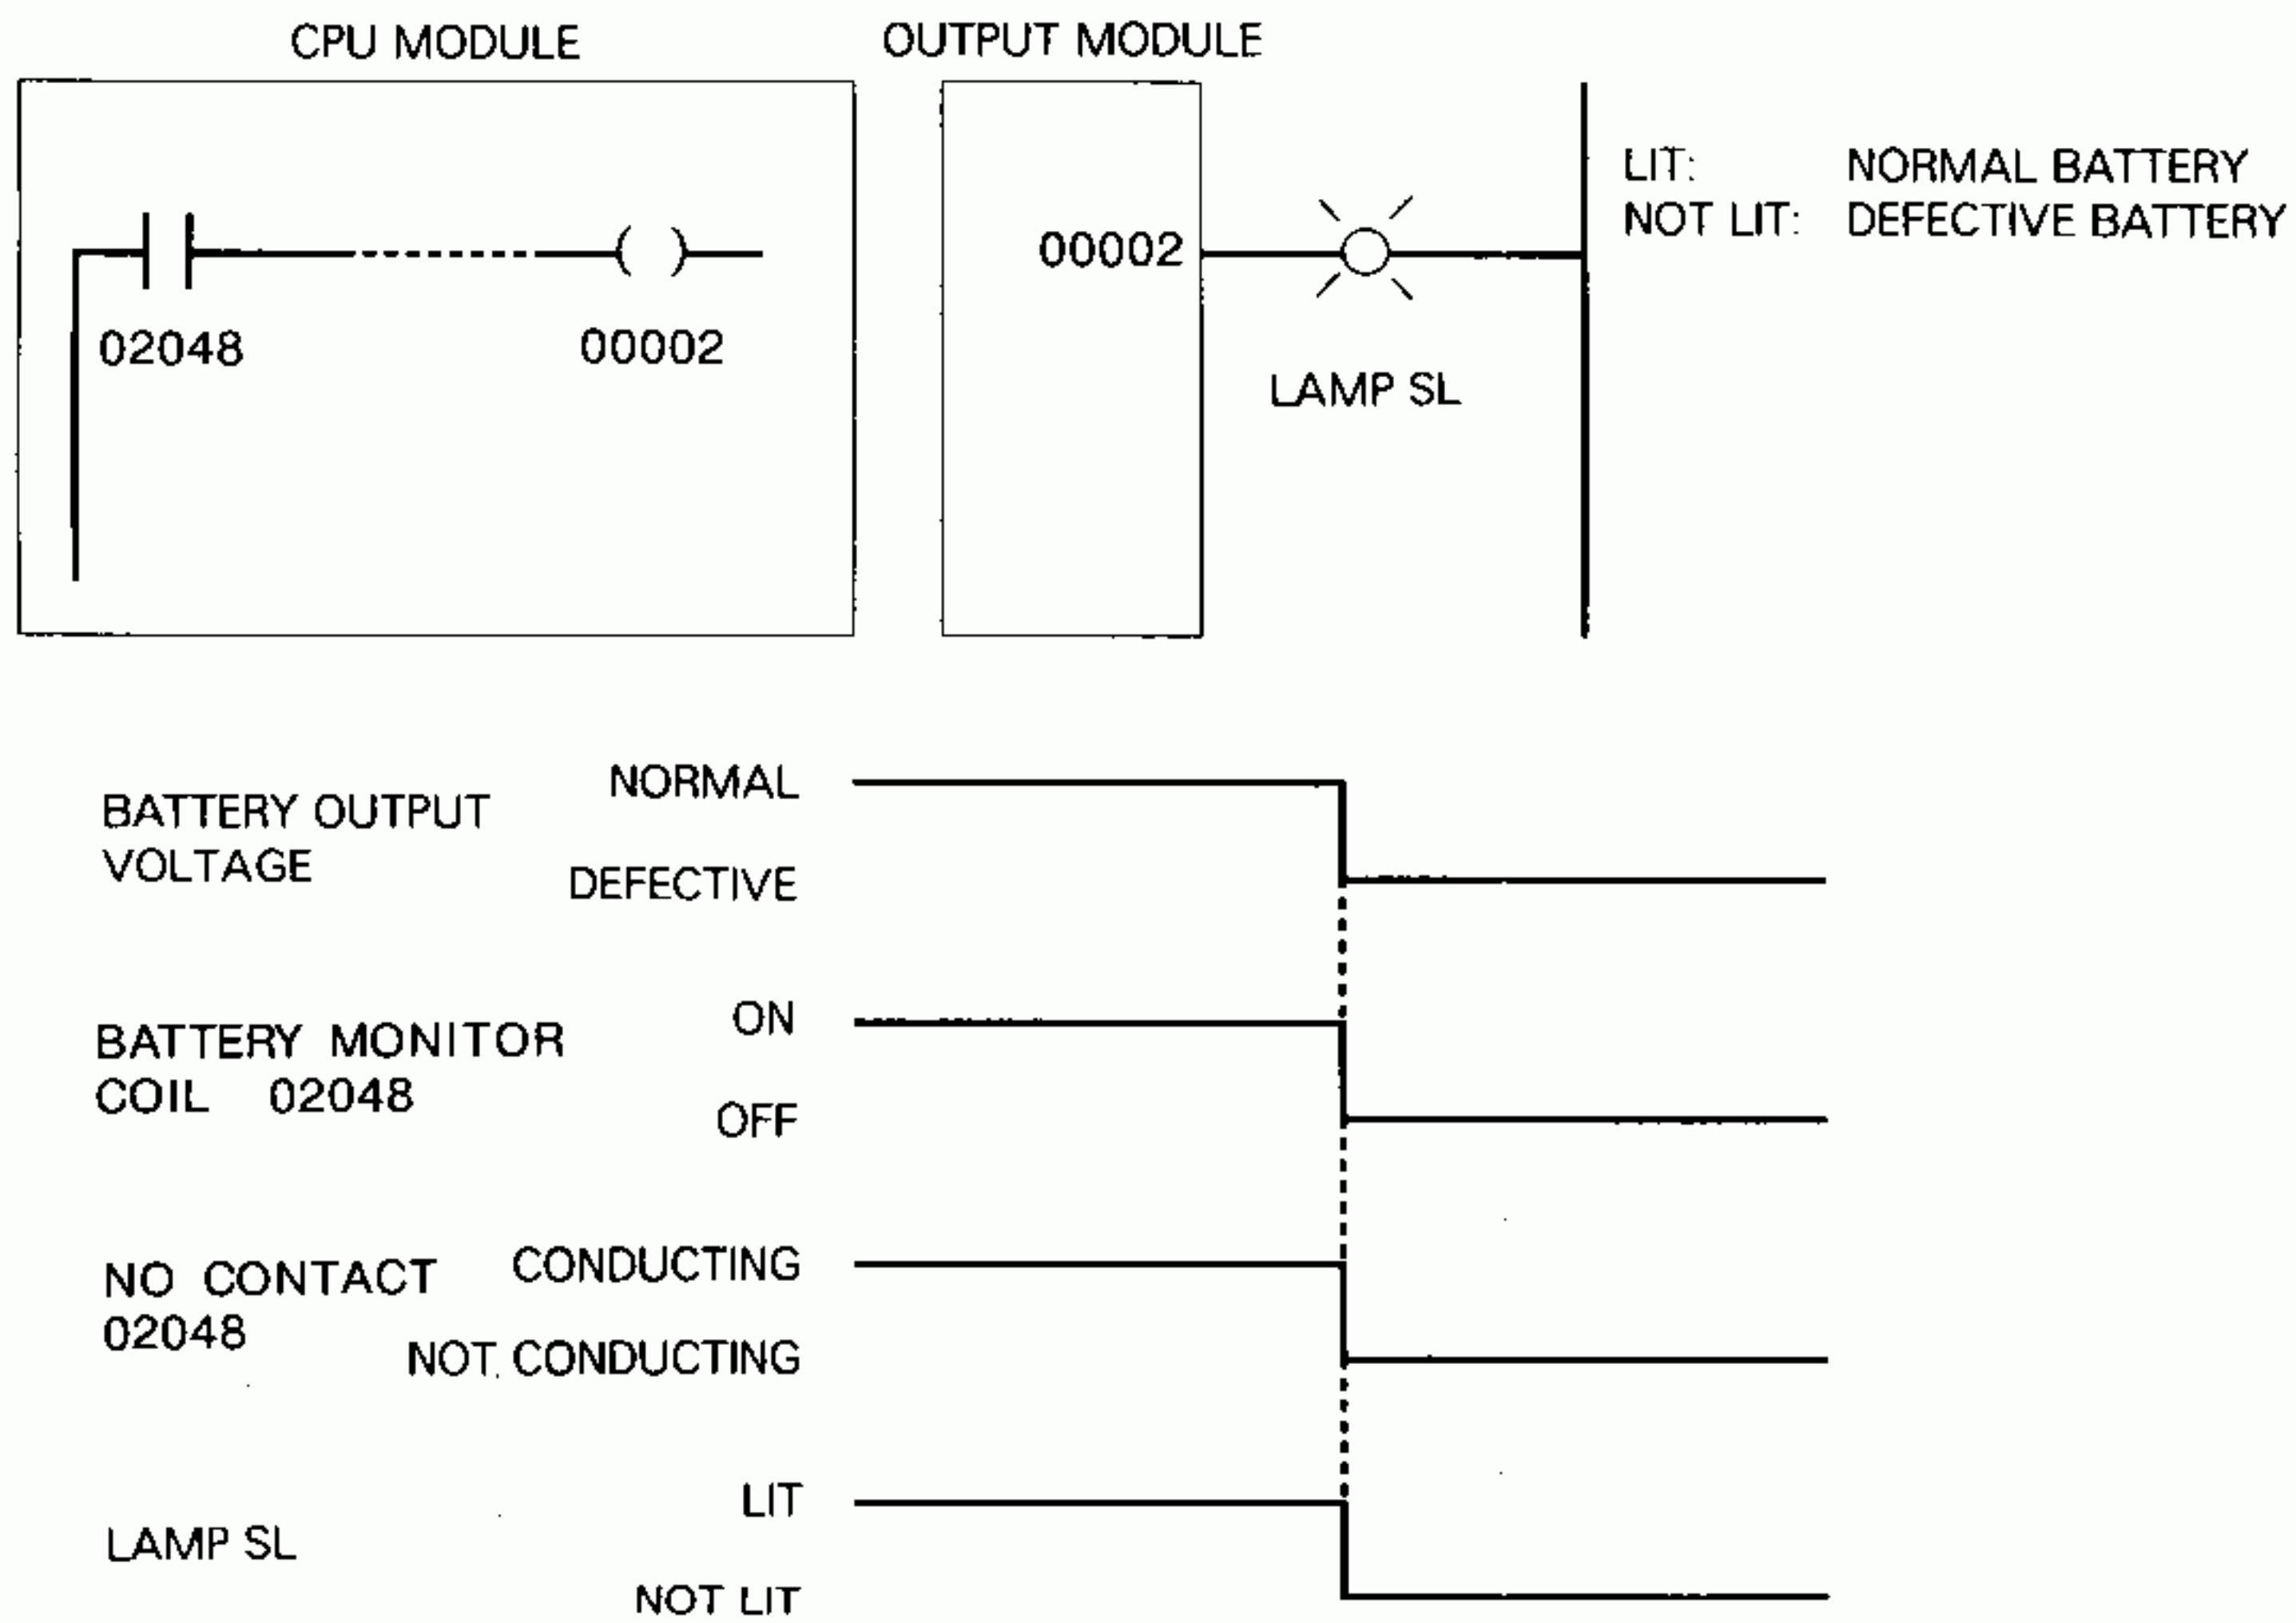 CPU MODULE
OUTPUT MODULE
LIT: NORMAL BATTERY
NOT LIT: DEFECTIVE BATTERY
02048
00002
00002
LAMP SL
BATTERY OUTPUT
VOLTAGE
NORMAL
DEFECTIVE
BATTERY MONITOR
COIL 02048
ON
OFF
NO CONTACT
02048
CONDUCTING
NOT CONDUCTING
LAMP SL
LIT
NOT LIT